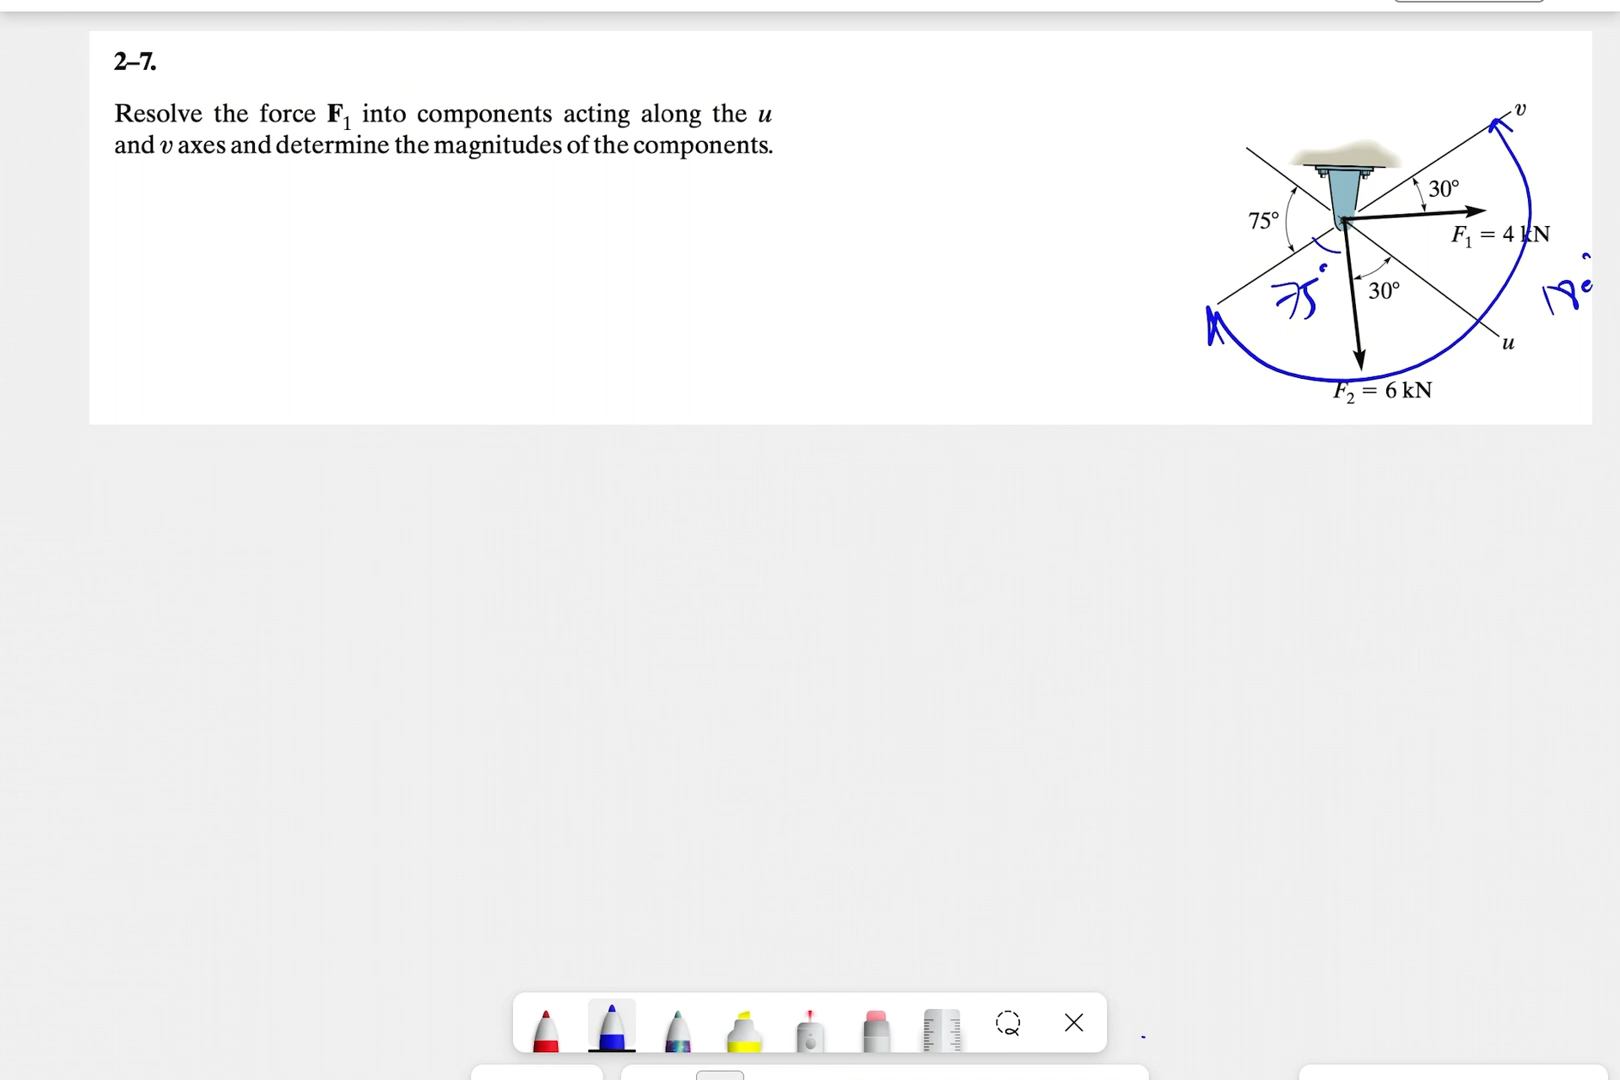 2–7.
Resolve the force F₁ into components acting along the u
and v axes and determine the magnitudes of the components.
v
30°
75°
F₁ = 4 kN
75°
30°
180°
u
F₂ = 6 kN